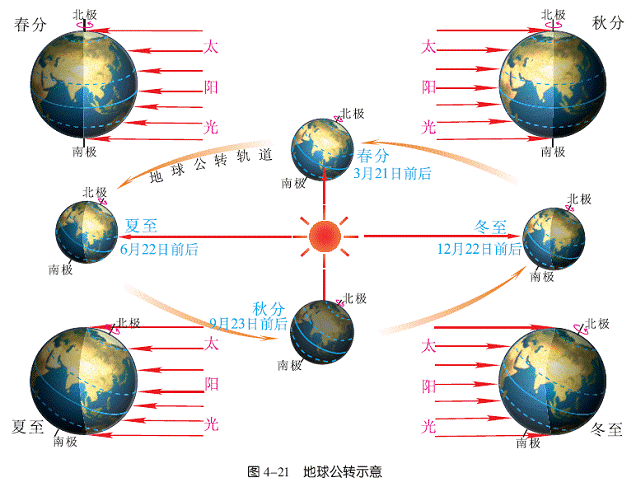 春分
北极
太
阳
光
南极
北极
秋分
太
阳
光
南极
北极
春分
3月21日前后
南极
地球公转轨道
北极
夏至
6月22日前后
南极
冬至
12月22日前后
北极
南极
秋分
9月23日前后
北极
南极
北极
太
阳
光
夏至
南极
太
阳
光
北极
南极
冬至
图 4-21 地球公转示意